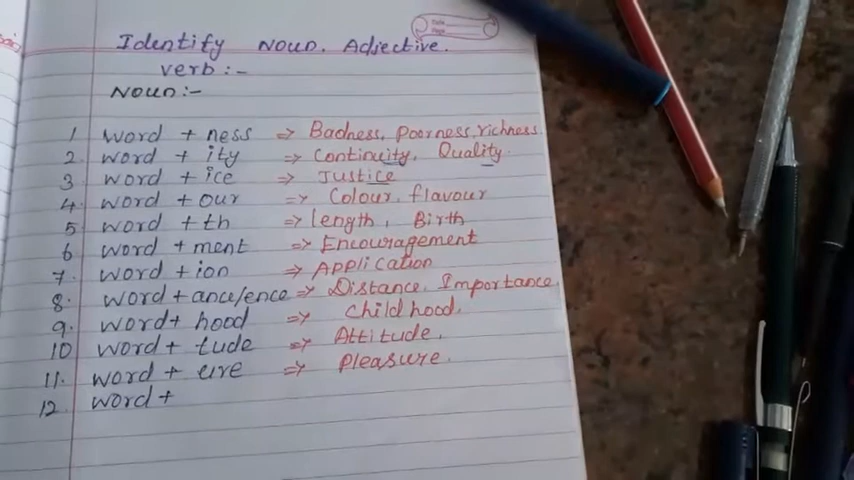 Identify Noun. Adjective.
verb:-
Noun:-
1 word + ness => Badness, Poorness, richness
2. word + ity => Continuity, Quality
3 word + ice => Justice
4. word + our => Colour, flavour
5 word + th => length, Birth
6 word + ment => Encouragement
7. word + ion => Application
8. word + ance/ence => Distance, Importance,
9. word + hood => childhood.
10 word + tude => Attitude.
11. word + ure => Pleasure.
12. word +